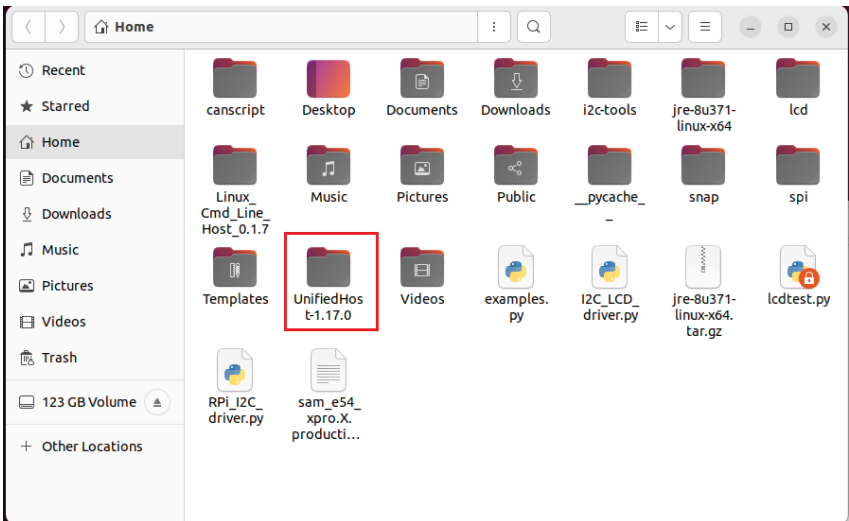 Home
Recent
Starred
Home
Documents
Downloads
Music
Pictures
Videos
Trash
123 GB Volume
Other Locations
canscript
Desktop
Documents
Downloads
i2c-tools
jre-8u371-
linux-x64
lcd
Linux_
Cmd_Line_
Host_0.1.7
Music
Pictures
Public
__pycache_
_
snap
spi
Templates
UnifiedHos
t-1.17.0
Videos
examples.
py
I2C_LCD_
driver.py
jre-8u371-
linux-x64.
tar.gz
lcdtest.py
RPi_I2C_
driver.py
sam_e54_
xpro.X.
producti…